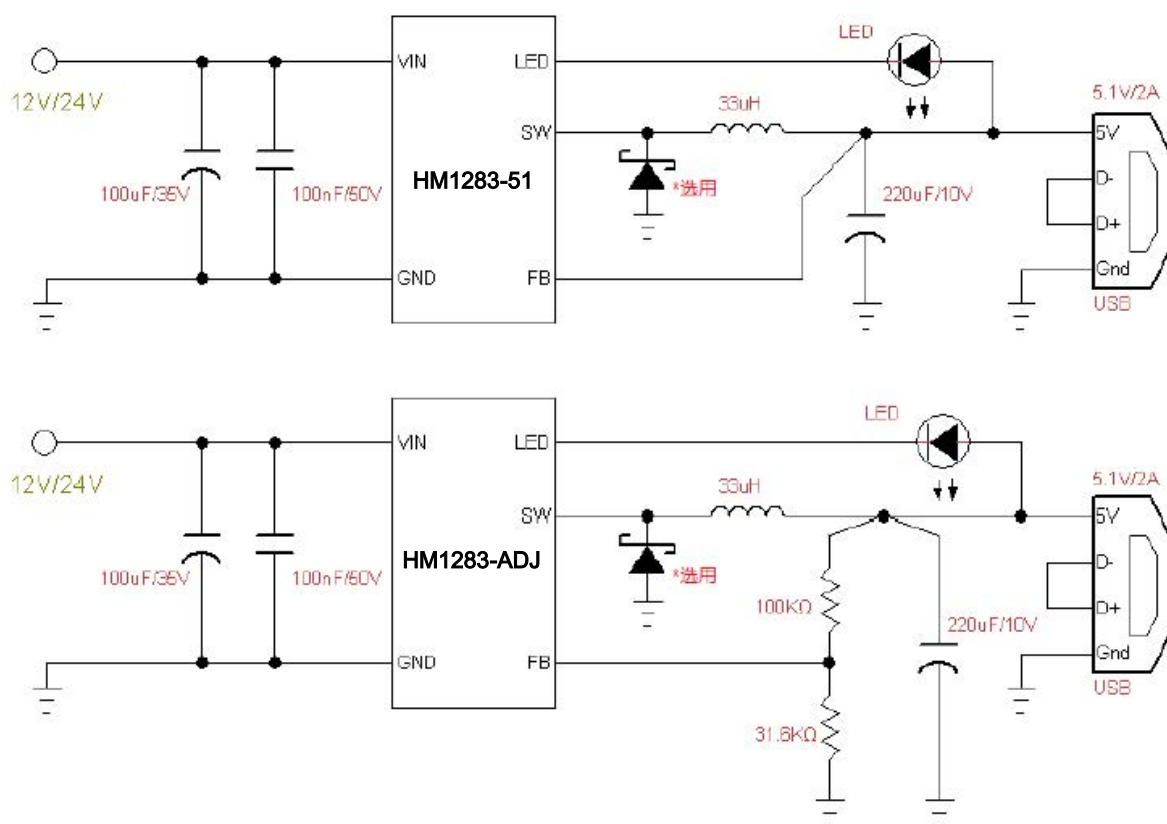 LED
VIN
LED
12V/24V
33uH
5.1V/2A
SW
5V
100uF/35V
100nF/50V
HM1283-51
*选用
220uF/10V
D-
D+
GND
FB
Gnd
USB
LED
VIN
LED
12V/24V
33uH
5.1V/2A
SW
5V
100uF/35V
100nF/50V
HM1283-ADJ
*选用
100KΩ
220uF/10V
D-
D+
GND
FB
Gnd
USB
31.6KΩ